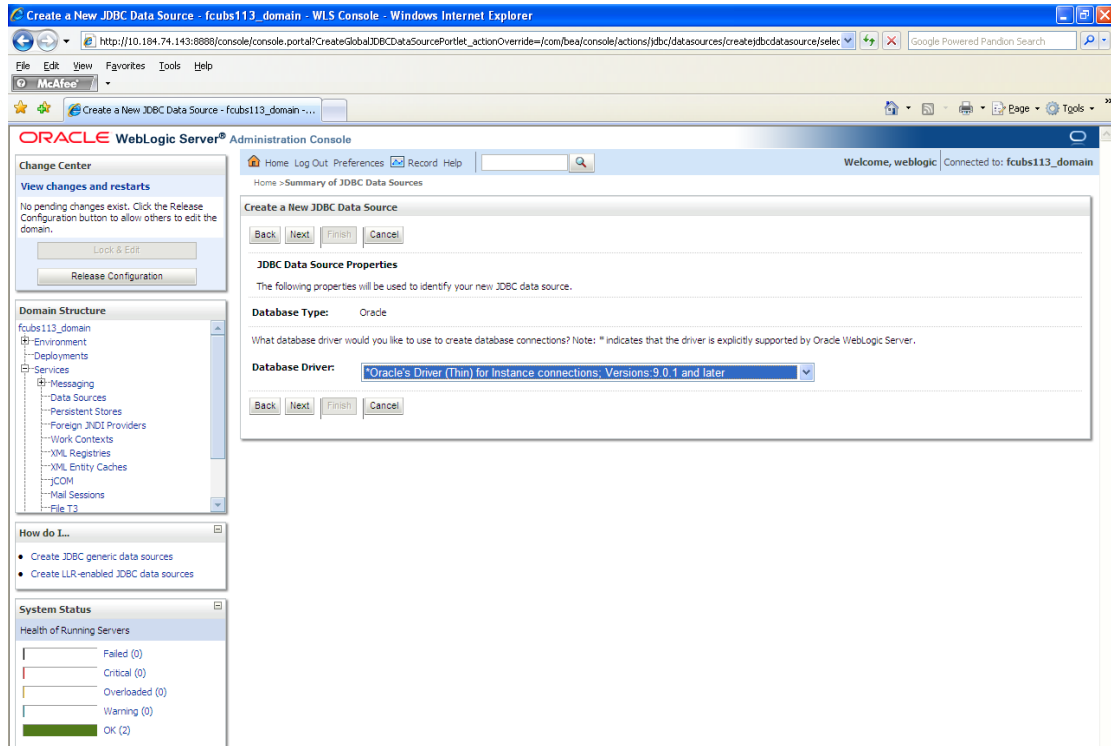 Create a New JDBC Data Source - fcubs113_domain - WLS Console - Windows Internet Explorer
http://10.184.74.143:8888/console/console.portal?CreateGlobalJDBCDataSourcePortlet_actionOverride=/com/bea/console/actions/jdbc/datasources/createjdbcdatasource/selec
Google Powered Pandion Search
File Edit View Favorites Tools Help
McAfee
Create a New JDBC Data Source - fcubs113_domain -...
Page Tools
ORACLE WebLogic Server® Administration Console
Change Center
View changes and restarts
No pending changes exist. Click the Release
Configuration button to allow others to edit the
domain.
Lock & Edit
Release Configuration
Domain Structure
fcubs113_domain
Environment
Deployments
Services
Messaging
Data Sources
Persistent Stores
Foreign JNDI Providers
Work Contexts
XML Registries
XML Entity Caches
jCOM
Mail Sessions
File T3
How do I...
Create JDBC generic data sources
Create LLR-enabled JDBC data sources
System Status
Health of Running Servers
Failed (0)
Critical (0)
Overloaded (0)
Warning (0)
OK (2)
Home Log Out Preferences Record Help
Welcome, weblogic Connected to: fcubs113_domain
Home >Summary of JDBC Data Sources
Create a New JDBC Data Source
Back Next Finish Cancel
JDBC Data Source Properties
The following properties will be used to identify your new JDBC data source.
Database Type: Oracle
What database driver would you like to use to create database connections? Note: * indicates that the driver is explicitly supported by Oracle WebLogic Server.
Database Driver: *Oracle's Driver (Thin) for Instance connections; Versions:9.0.1 and later
Back Next Finish Cancel